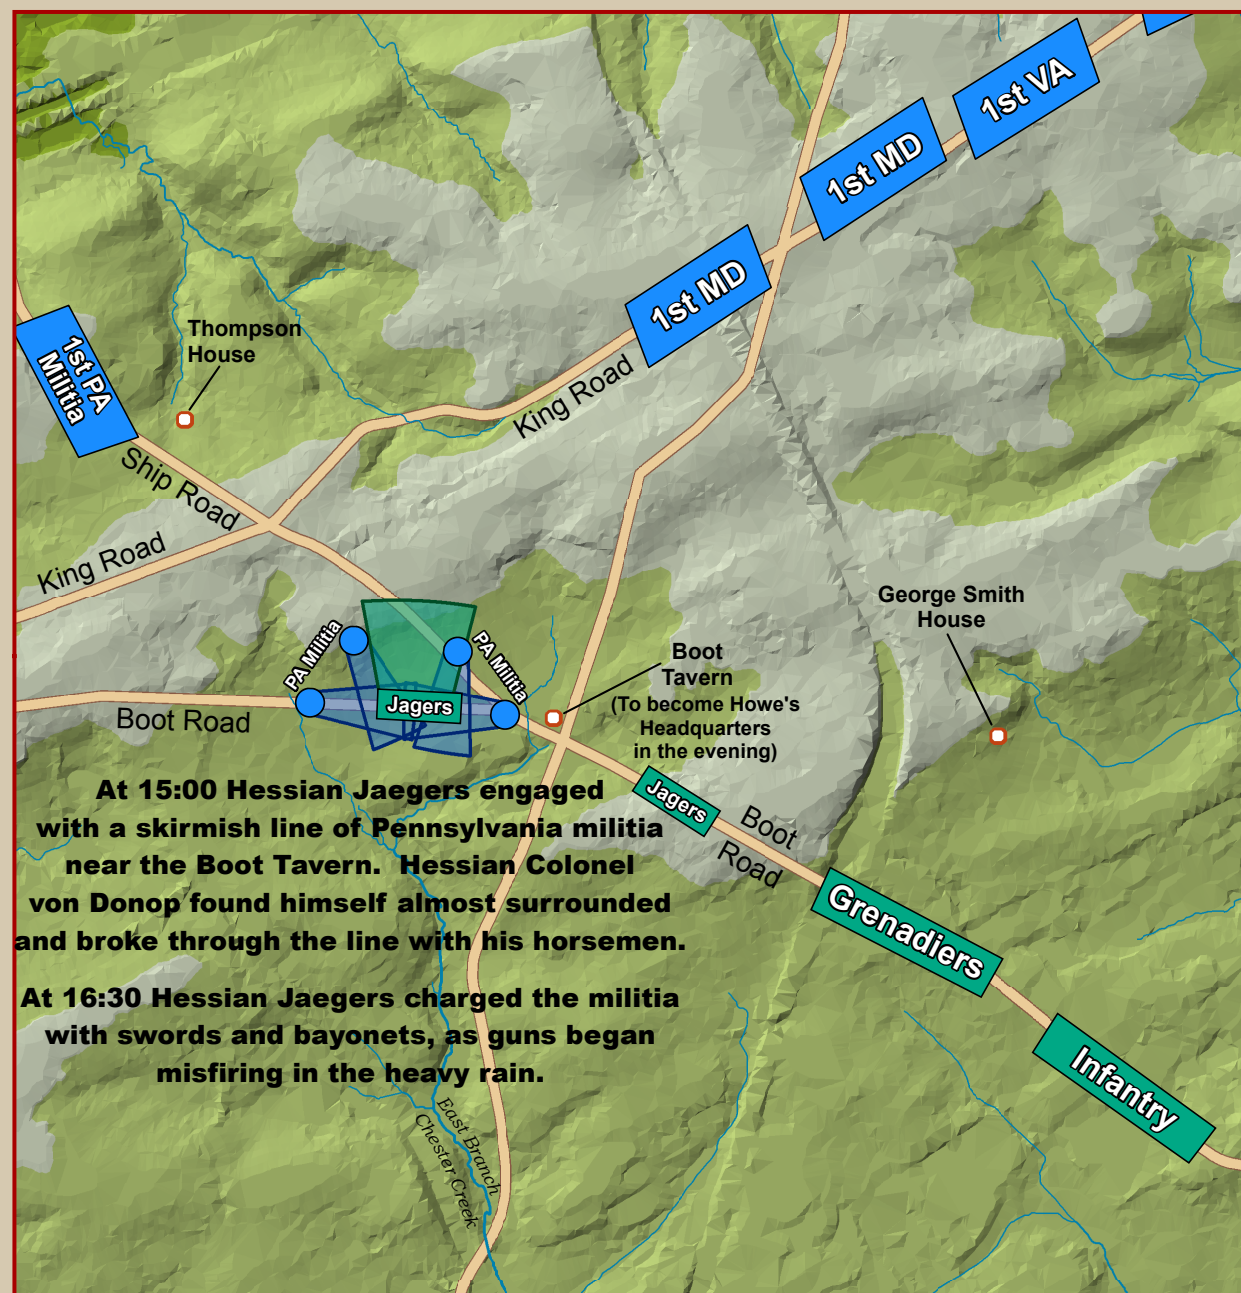 1st VA
1st MD
1st MD
Thompson
House
1st PA
Militia
King Road
Ship Road
King Road
George Smith
House
PA Militia
PA Militia
Boot
Tavern
(To become Howe's
Headquarters
in the evening)
Jagers
Boot Road
Jagers
Boot
Road
At 15:00 Hessian Jaegers engaged
with a skirmish line of Pennsylvania militia
near the Boot Tavern.  Hessian Colonel
von Donop found himself almost surrounded
and broke through the line with his horsemen.
Grenadiers
At 16:30 Hessian Jaegers charged the militia
with swords and bayonets, as guns began
misfiring in the heavy rain.
Infantry
East Branch
Chester Creek